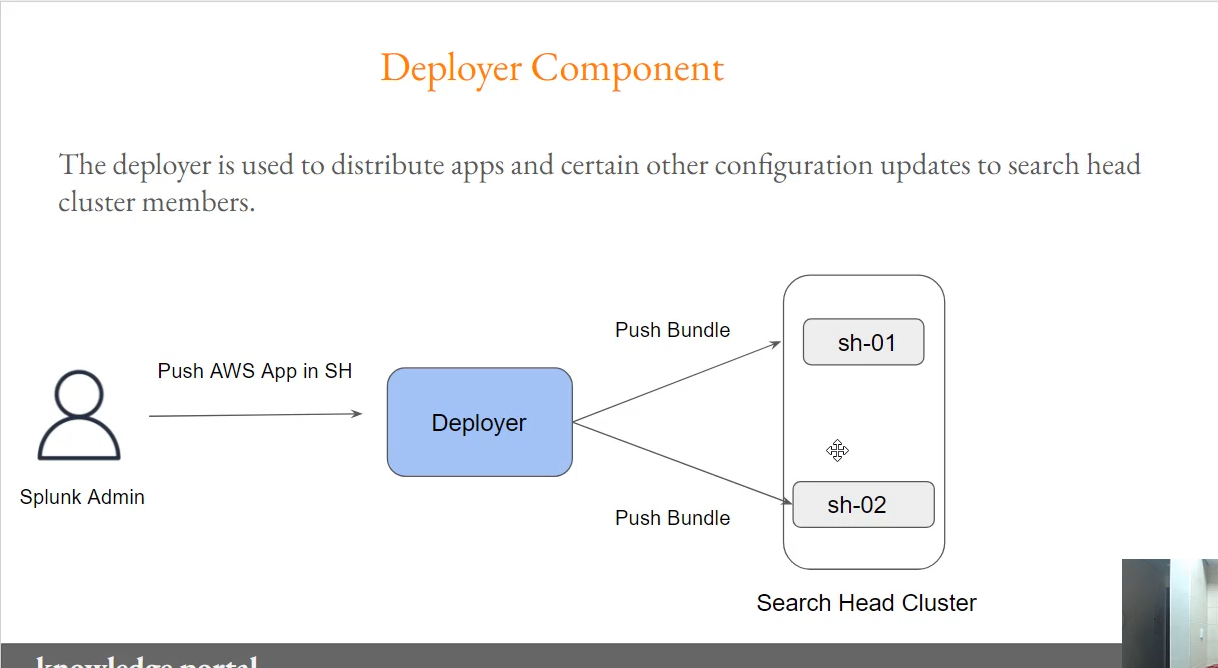 Deployer Component
The deployer is used to distribute apps and certain other configuration updates to search head
cluster members.
Push Bundle
sh-01
Push AWS App in SH
Deployer
Splunk Admin
sh-02
Push Bundle
Search Head Cluster
knowledge portal